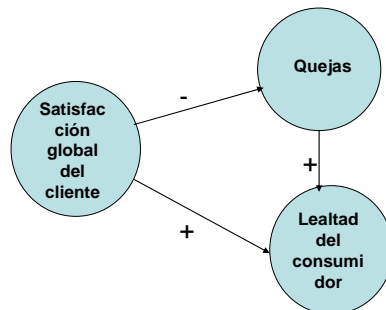 Quejas
-
Satisfac
ción
global
del
cliente
+
+
Lealtad
del
consumi
dor